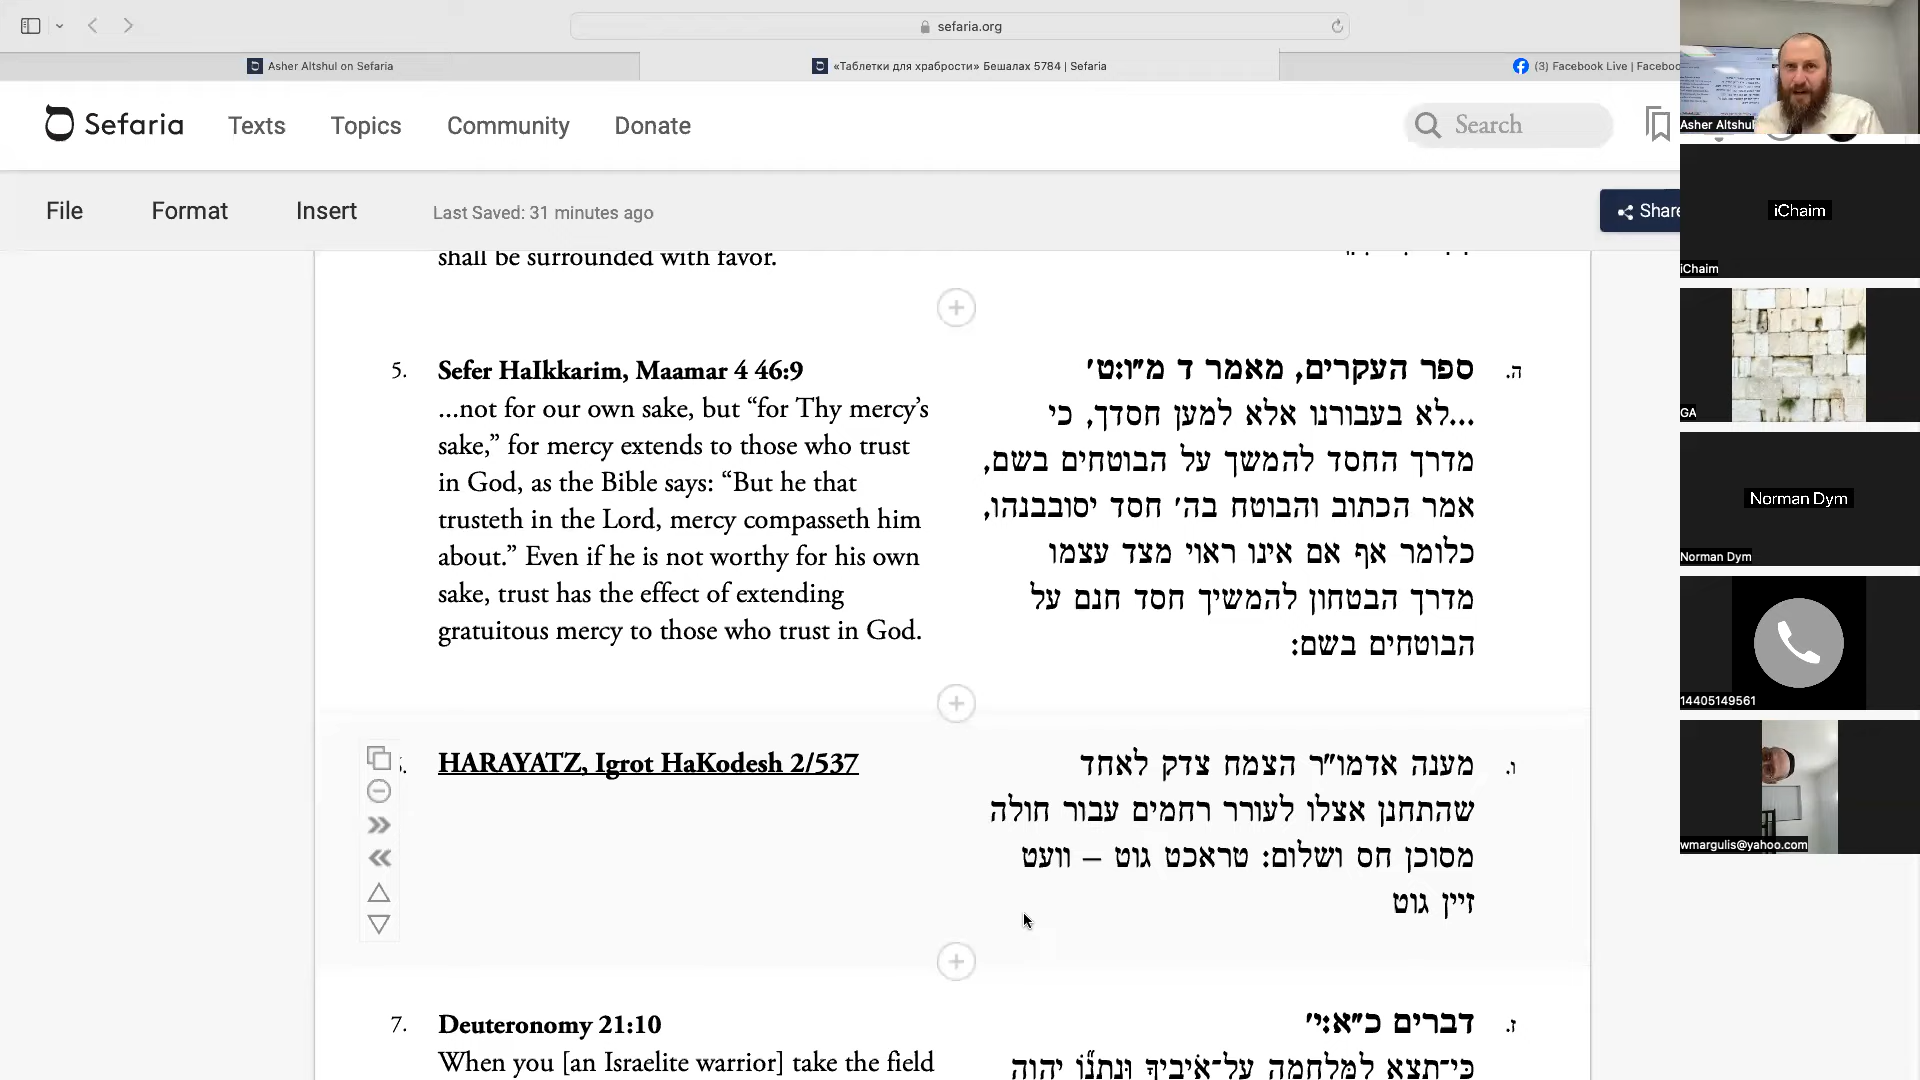 sefaria.org
Asher Altshul on Sefaria
«Таблетки для храбрости» Бешалах 5784 | Sefaria
(3) Facebook Live | Faceboo
Sefaria
Texts
Topics
Community
Donate
Search
File
Format
Insert
Last Saved: 31 minutes ago
Share
shall be surrounded with favor.
5.
Sefer HaIkkarim, Maamar 4 46:9
...not for our own sake, but “for Thy mercy’s
sake,” for mercy extends to those who trust
in God, as the Bible says: “But he that
trusteth in the Lord, mercy compasseth him
about.” Even if he is not worthy for his own
sake, trust has the effect of extending
gratuitous mercy to those who trust in God.
ה.
ספר העקרים, מאמר ד מ״ו:ט׳
...לא בעבורנו אלא למען חסדך, כי
מדרך החסד להמשך על הבוטחים בשם,
אמר הכתוב והבוטח בה׳ חסד יסובבנהו,
כלומר אף אם אינו ראוי מצד עצמו
מדרך הבטחון להמשיך חסד חנם על
הבוטחים בשם:
HARAYATZ, Igrot HaKodesh 2/537
ו.
מענה אדמו״ר הצמח צדק לאחד
שהתחנן אצלו לעורר רחמים עבור חולה
מסוכן חס ושלום: טראכט גוט – וועט
זיין גוט
7.
Deuteronomy 21:10
When you [an Israelite warrior] take the field
ז.
דברים כ״א:י׳
כִּי־תֵצֵא לַמִּלְחָמָה עַל־אֹיְבֶיךָ וּנְתָנוֹ יהוה
Asher Altshul
iChaim
iChaim
GA
Norman Dym
Norman Dym
14405149561
wmargulis@yahoo.com